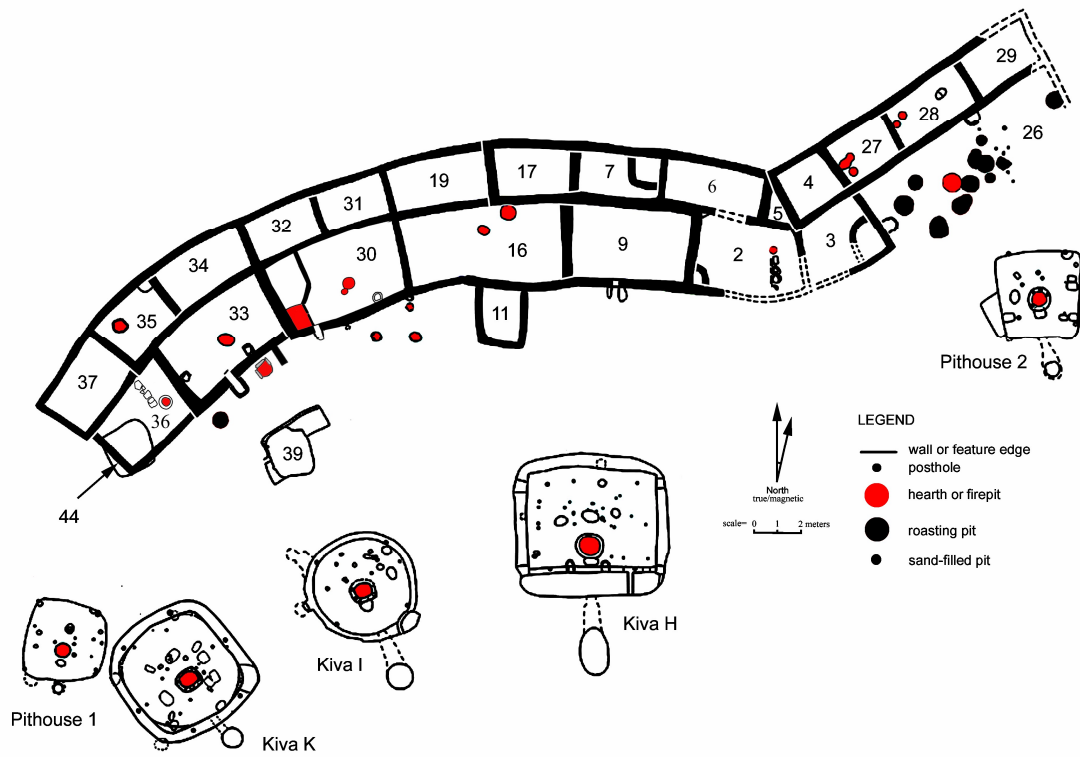 29
28
26
27
17
7
19
6
4
31
5
32
30
16
9
2
3
34
33
35
11
37
36
39
44
Pithouse 2
LEGEND
wall or feature edge
posthole
hearth or firepit
roasting pit
sand-filled pit
North
true/magnetic
scale= 0 1 2 meters
Kiva H
Kiva I
Pithouse 1
Kiva K